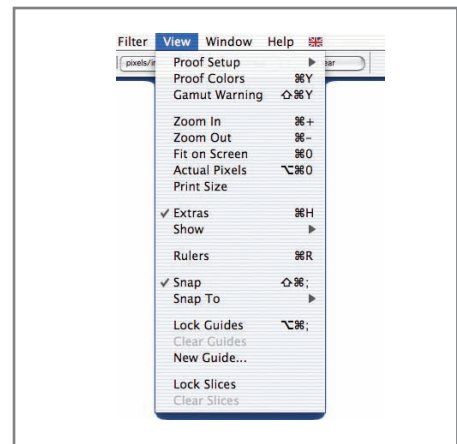 Filter View Window Help
pixels/in ear
Proof Setup ▶
Proof Colors ⌘Y
Gamut Warning ⇧⌘Y
Zoom In ⌘+
Zoom Out ⌘-
Fit on Screen ⌘0
Actual Pixels ⌥⌘0
Print Size
✓ Extras ⌘H
Show ▶
Rulers ⌘R
✓ Snap ⇧⌘;
Snap To ▶
Lock Guides ⌥⌘;
Clear Guides
New Guide...
Lock Slices
Clear Slices